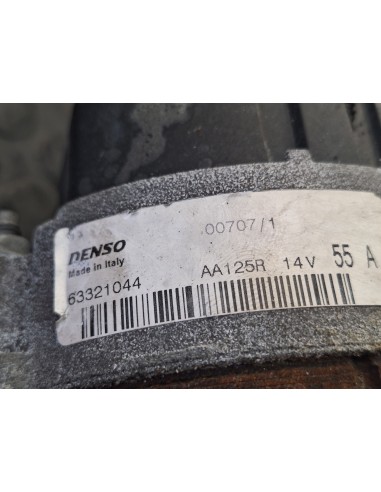 00707/1
DENSO
Made in Italy
AA125R 14V 55 A
63321044